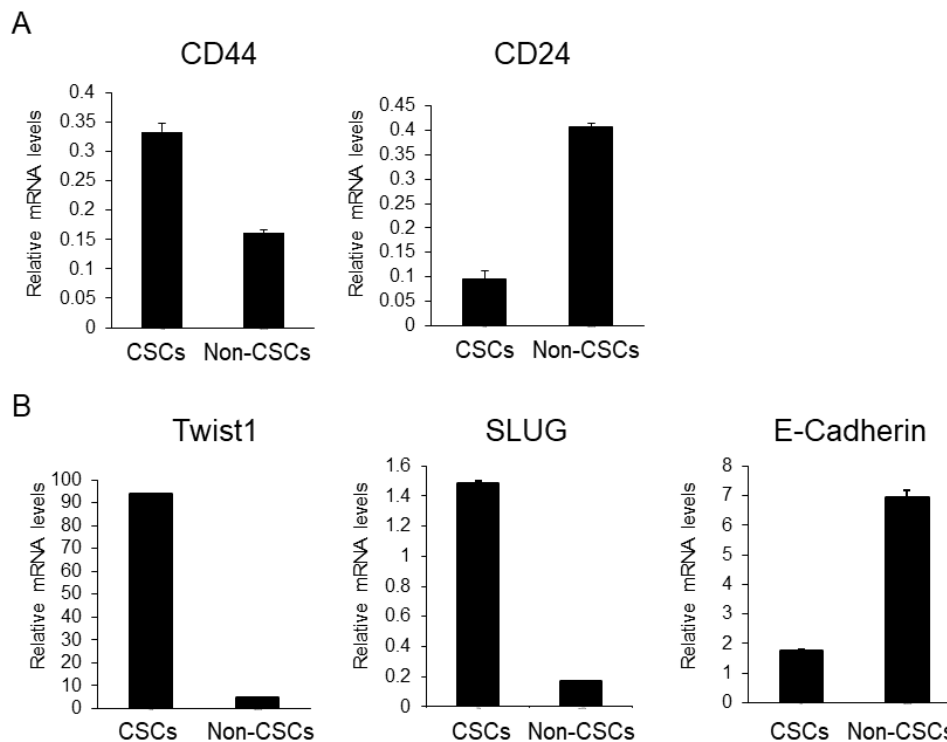 A
CD44
CD24
Relative mRNA levels
0.4
0.35
0.3
0.25
0.2
0.15
0.1
0.05
0
CSCs Non-CSCs
Relative mRNA levels
0.45
0.4
0.35
0.3
0.25
0.2
0.15
0.1
0.05
0
CSCs Non-CSCs
B
Twist1
SLUG
E-Cadherin
Relative mRNA levels
100
90
80
70
60
50
40
30
20
10
0
CSCs Non-CSCs
Relative mRNA levels
1.6
1.4
1.2
1
0.8
0.6
0.4
0.2
0
CSCs Non-CSCs
Relative mRNA levels
8
7
6
5
4
3
2
1
0
CSCs Non-CSCs